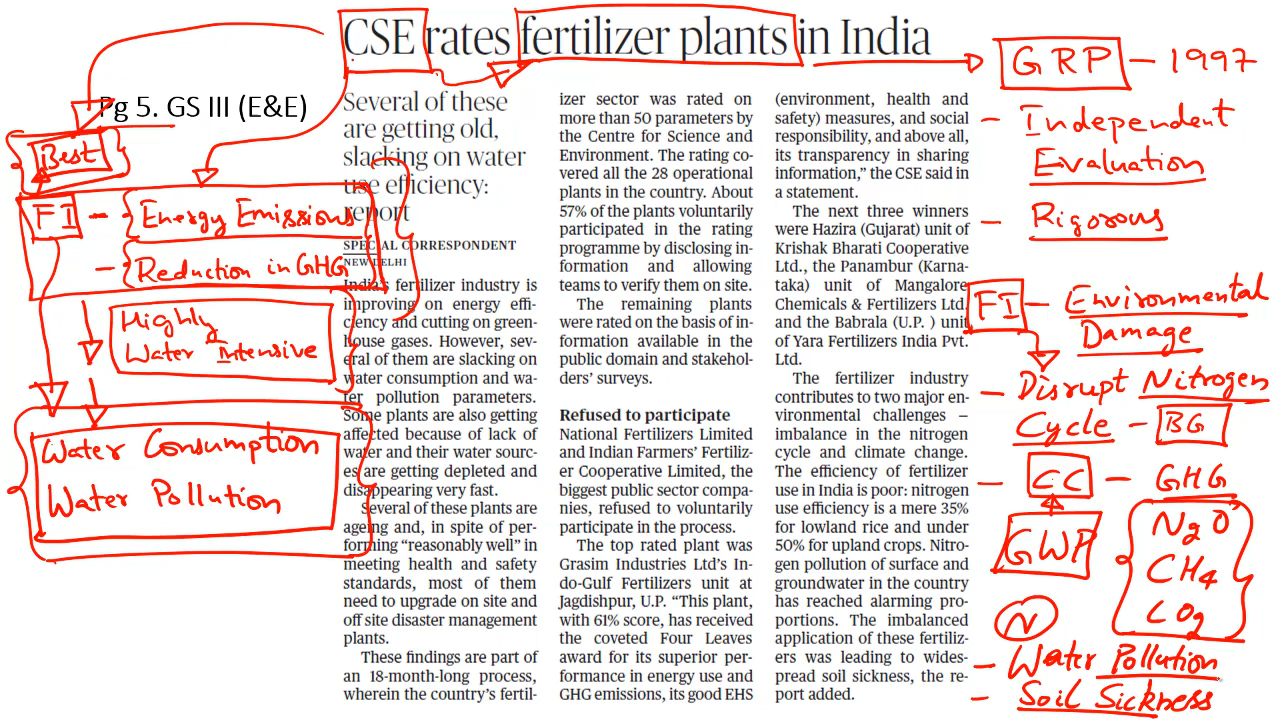 CSE rates fertilizer plants in India
Pg 5. GS III (E&E)
Best
FI - Energy Emissions
- Reduction in GHG
Highly
Water Intensive
Water Consumption
Water Pollution
Several of these
are getting old,
slacking on water
use efficiency:
report
SPECIAL CORRESPONDENT
NEW DELHI
India's fertilizer industry is
improving on energy effi-
ciency and cutting on green-
house gases. However, sev-
eral of them are slacking on
water consumption and wa-
ter pollution parameters.
Some plants are also getting
affected because of lack of
water and their water sourc-
es are getting depleted and
disappearing very fast.
Several of these plants are
ageing and, in spite of per-
forming "reasonably well" in
meeting health and safety
standards, most of them
need to upgrade on site and
off site disaster management
plants.
These findings are part of
an 18-month-long process,
wherein the country's fertil-
izer sector was rated on
more than 50 parameters by
the Centre for Science and
Environment. The rating co-
vered all the 28 operational
plants in the country. About
57% of the plants voluntarily
participated in the rating
programme by disclosing in-
formation and allowing
teams to verify them on site.
The remaining plants
were rated on the basis of in-
formation available in the
public domain and stakehol-
ders' surveys.
Refused to participate
National Fertilizers Limited
and Indian Farmers' Fertiliz-
er Cooperative Limited, the
biggest public sector compa-
nies, refused to voluntarily
participate in the process.
The top rated plant was
Grasim Industries Ltd's In-
do-Gulf Fertilizers unit at
Jagdishpur, U.P. "This plant,
with 61% score, has received
the coveted Four Leaves
award for its superior per-
formance in energy use and
GHG emissions, its good EHS
(environment, health and
safety) measures, and social
responsibility, and above all,
its transparency in sharing
information," the CSE said in
a statement.
The next three winners
were Hazira (Gujarat) unit of
Krishak Bharati Cooperative
Ltd., the Panambur (Karna-
taka) unit of Mangalore
Chemicals & Fertilizers Ltd.
and the Babrala (U.P. ) unit
of Yara Fertilizers India Pvt.
Ltd.
The fertilizer industry
contributes to two major en-
vironmental challenges –
imbalance in the nitrogen
cycle and climate change.
The efficiency of fertilizer
use in India is poor: nitrogen
use efficiency is a mere 35%
for lowland rice and under
50% for upland crops. Nitro-
gen pollution of surface and
groundwater in the country
has reached alarming pro-
portions. The imbalanced
application of these fertiliz-
ers was leading to wides-
pread soil sickness, the re-
port added.
GRP - 1997
- Independent
Evaluation
- Rigorous
FI - Environmental
Damage
- Disrupt Nitrogen
Cycle - BG
- CC - GHG
GWP
N2O
CH4
CO2
N
- Water Pollution
- Soil Sickness